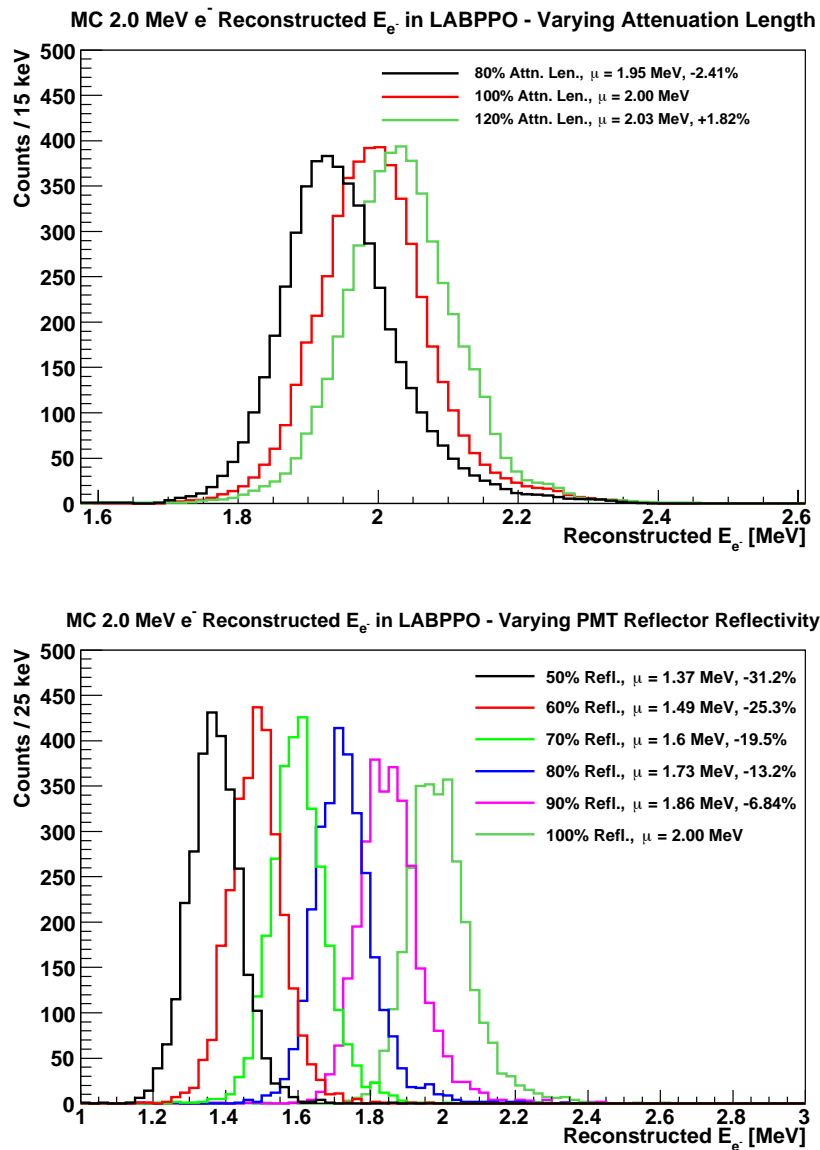 MC 2.0 MeV e⁻ Reconstructed E_e⁻ in LABPPO - Varying Attenuation Length
Counts / 15 keV
500
450
400
350
300
250
200
150
100
50
0
80% Attn. Len., μ = 1.95 MeV, -2.41%
100% Attn. Len., μ = 2.00 MeV
120% Attn. Len., μ = 2.03 MeV, +1.82%
1.6 1.8 2 2.2 2.4 2.6
Reconstructed E_e⁻ [MeV]
MC 2.0 MeV e⁻ Reconstructed E_e⁻ in LABPPO - Varying PMT Reflector Reflectivity
Counts / 25 keV
500
450
400
350
300
250
200
150
100
50
0
50% Refl., μ = 1.37 MeV, -31.2%
60% Refl., μ = 1.49 MeV, -25.3%
70% Refl., μ = 1.6 MeV, -19.5%
80% Refl., μ = 1.73 MeV, -13.2%
90% Refl., μ = 1.86 MeV, -6.84%
100% Refl., μ = 2.00 MeV
1 1.2 1.4 1.6 1.8 2 2.2 2.4 2.6 2.8 3
Reconstructed E_e⁻ [MeV]